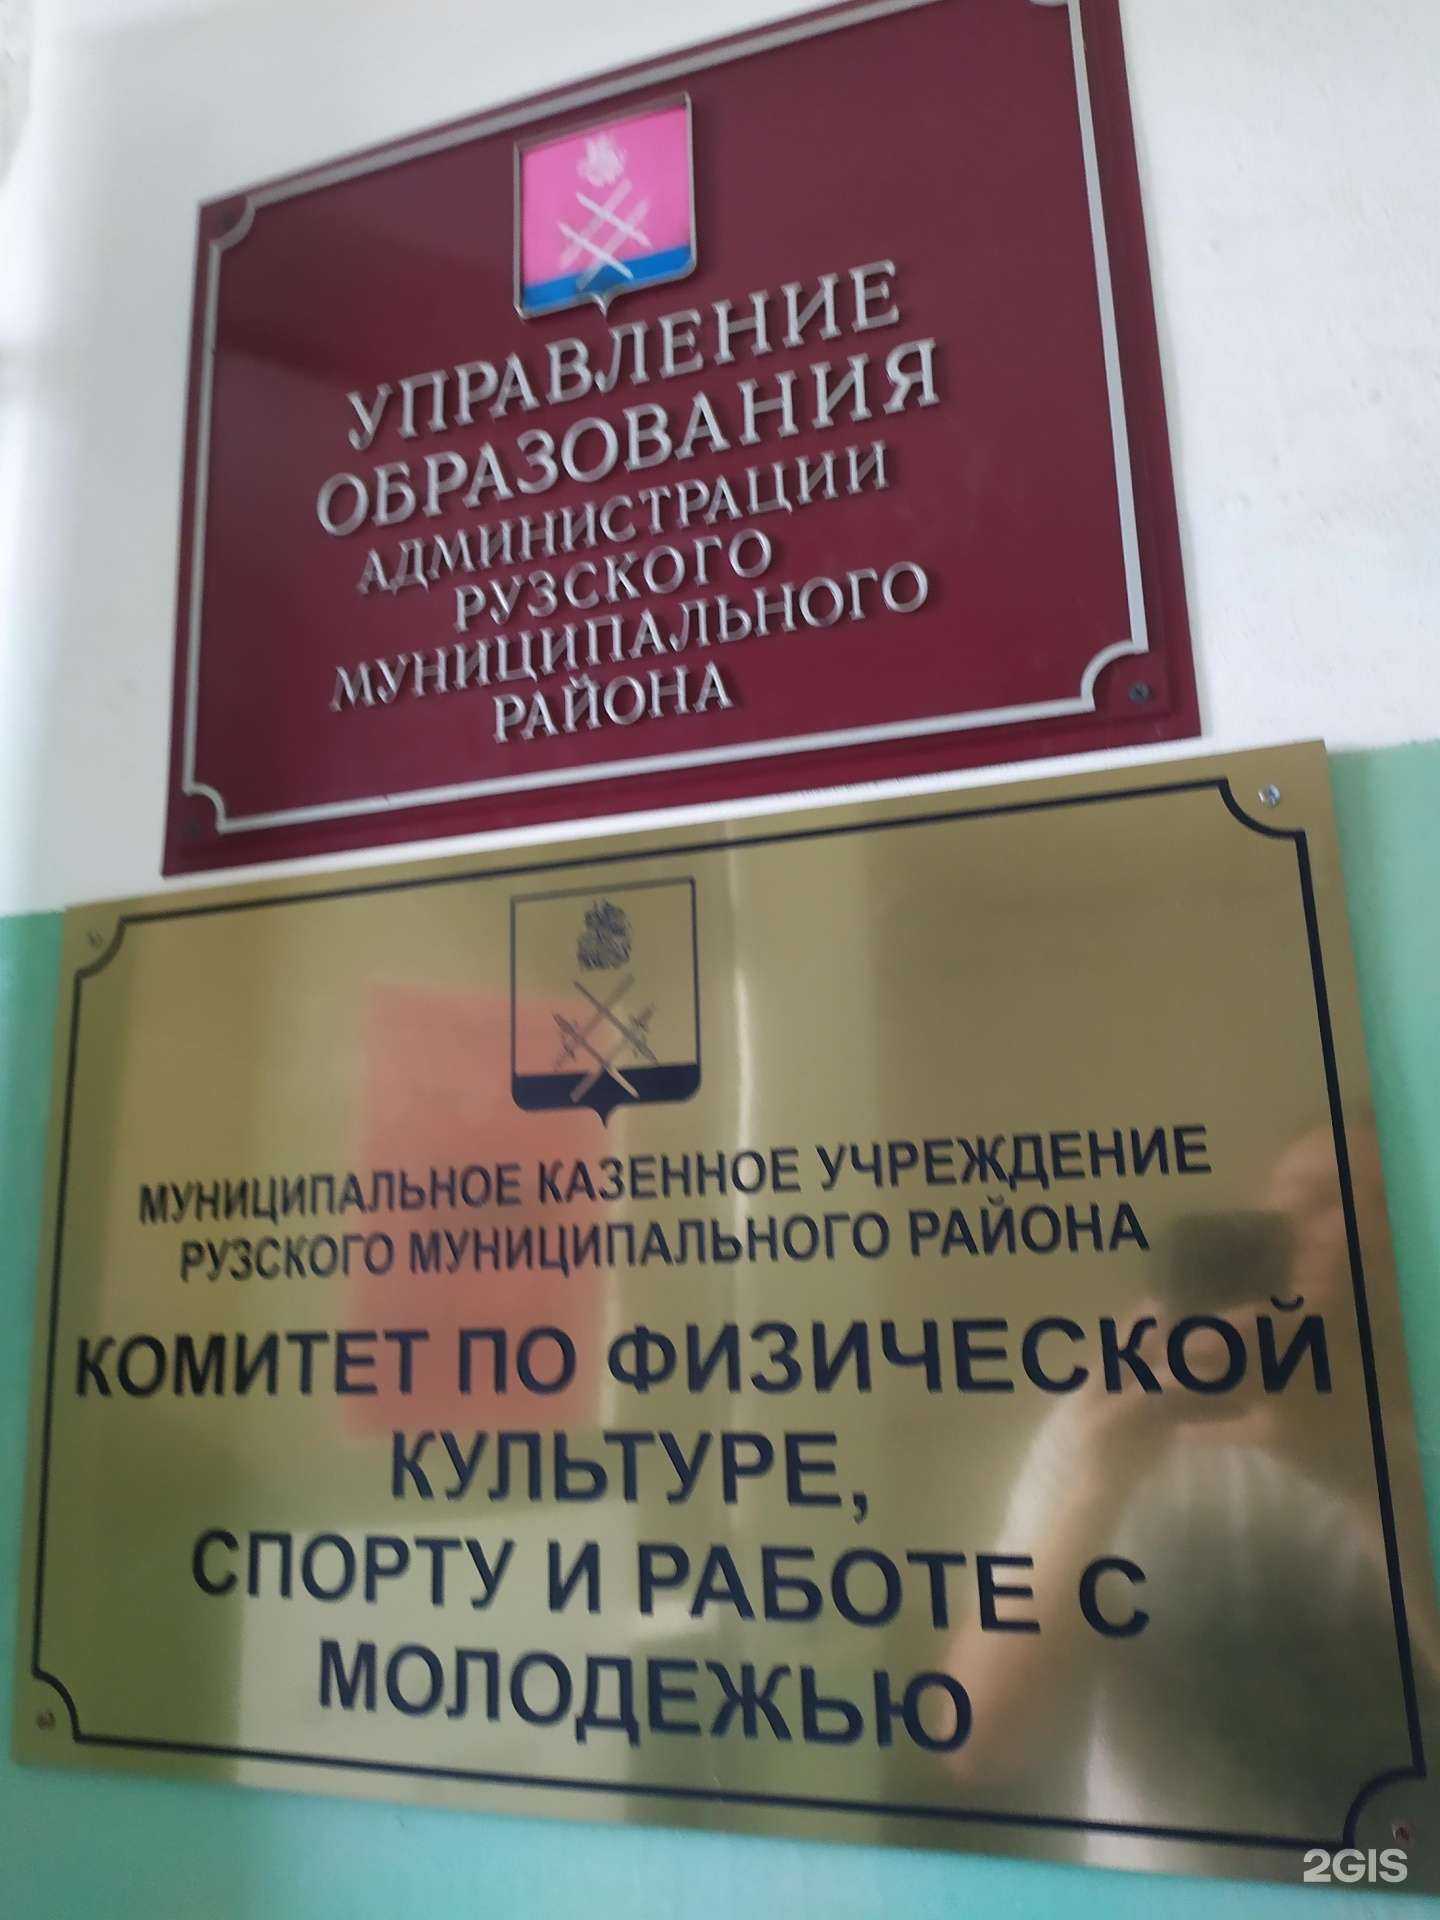 УПРАВЛЕНИЕ
ОБРАЗОВАНИЯ
АДМИНИСТРАЦИИ
РУЗСКОГО
МУНИЦИПАЛЬНОГО
РАЙОНА
МУНИЦИПАЛЬНОЕ КАЗЕННОЕ УЧРЕЖДЕНИЕ
РУЗСКОГО МУНИЦИПАЛЬНОГО РАЙОНА
КОМИТЕТ ПО ФИЗИЧЕСКОЙ
КУЛЬТУРЕ,
СПОРТУ И РАБОТЕ С
МОЛОДЕЖЬЮ
2GIS